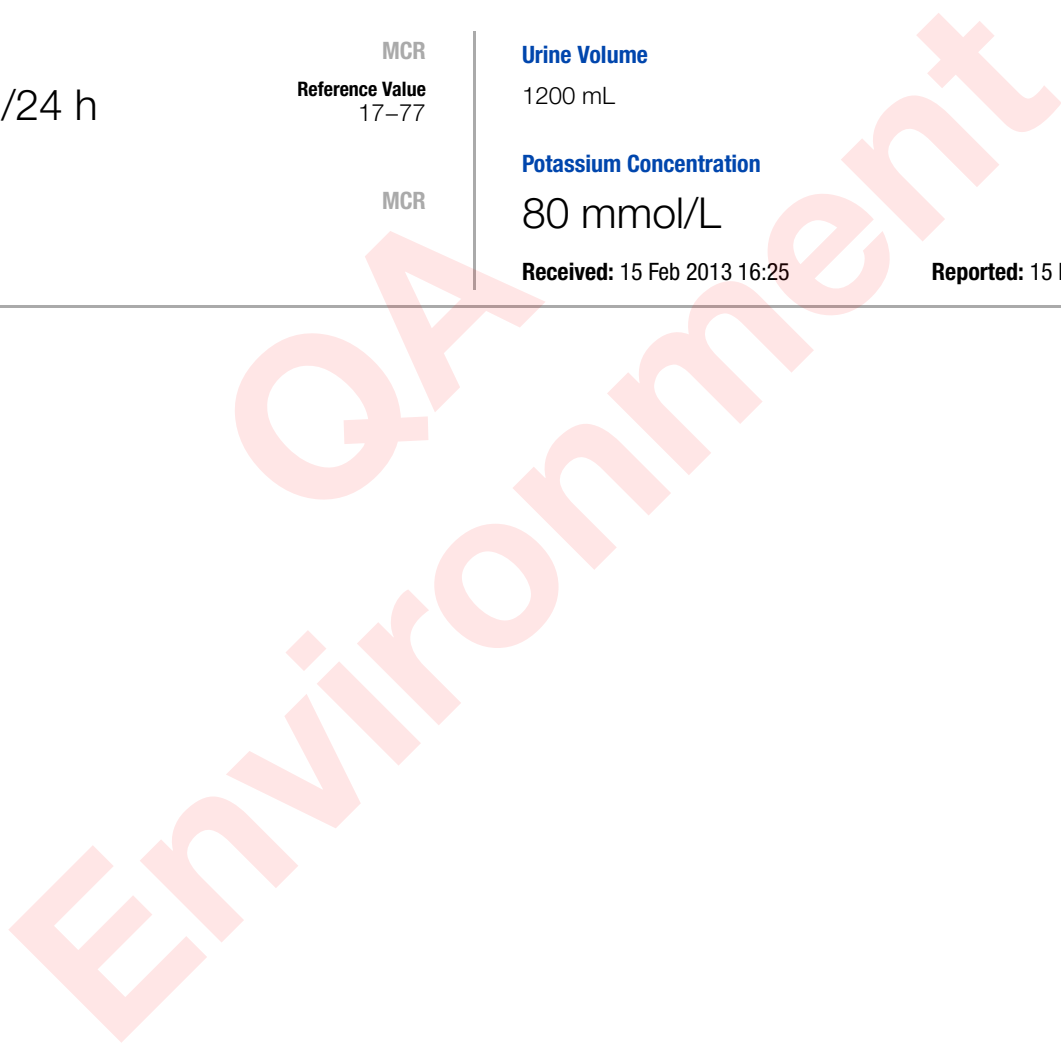 MCR
/24 h
Reference Value
17–77
MCR
Urine Volume
1200 mL
Potassium Concentration
80 mmol/L
Received: 15 Feb 2013 16:25
Reported: 15
QA
Environment